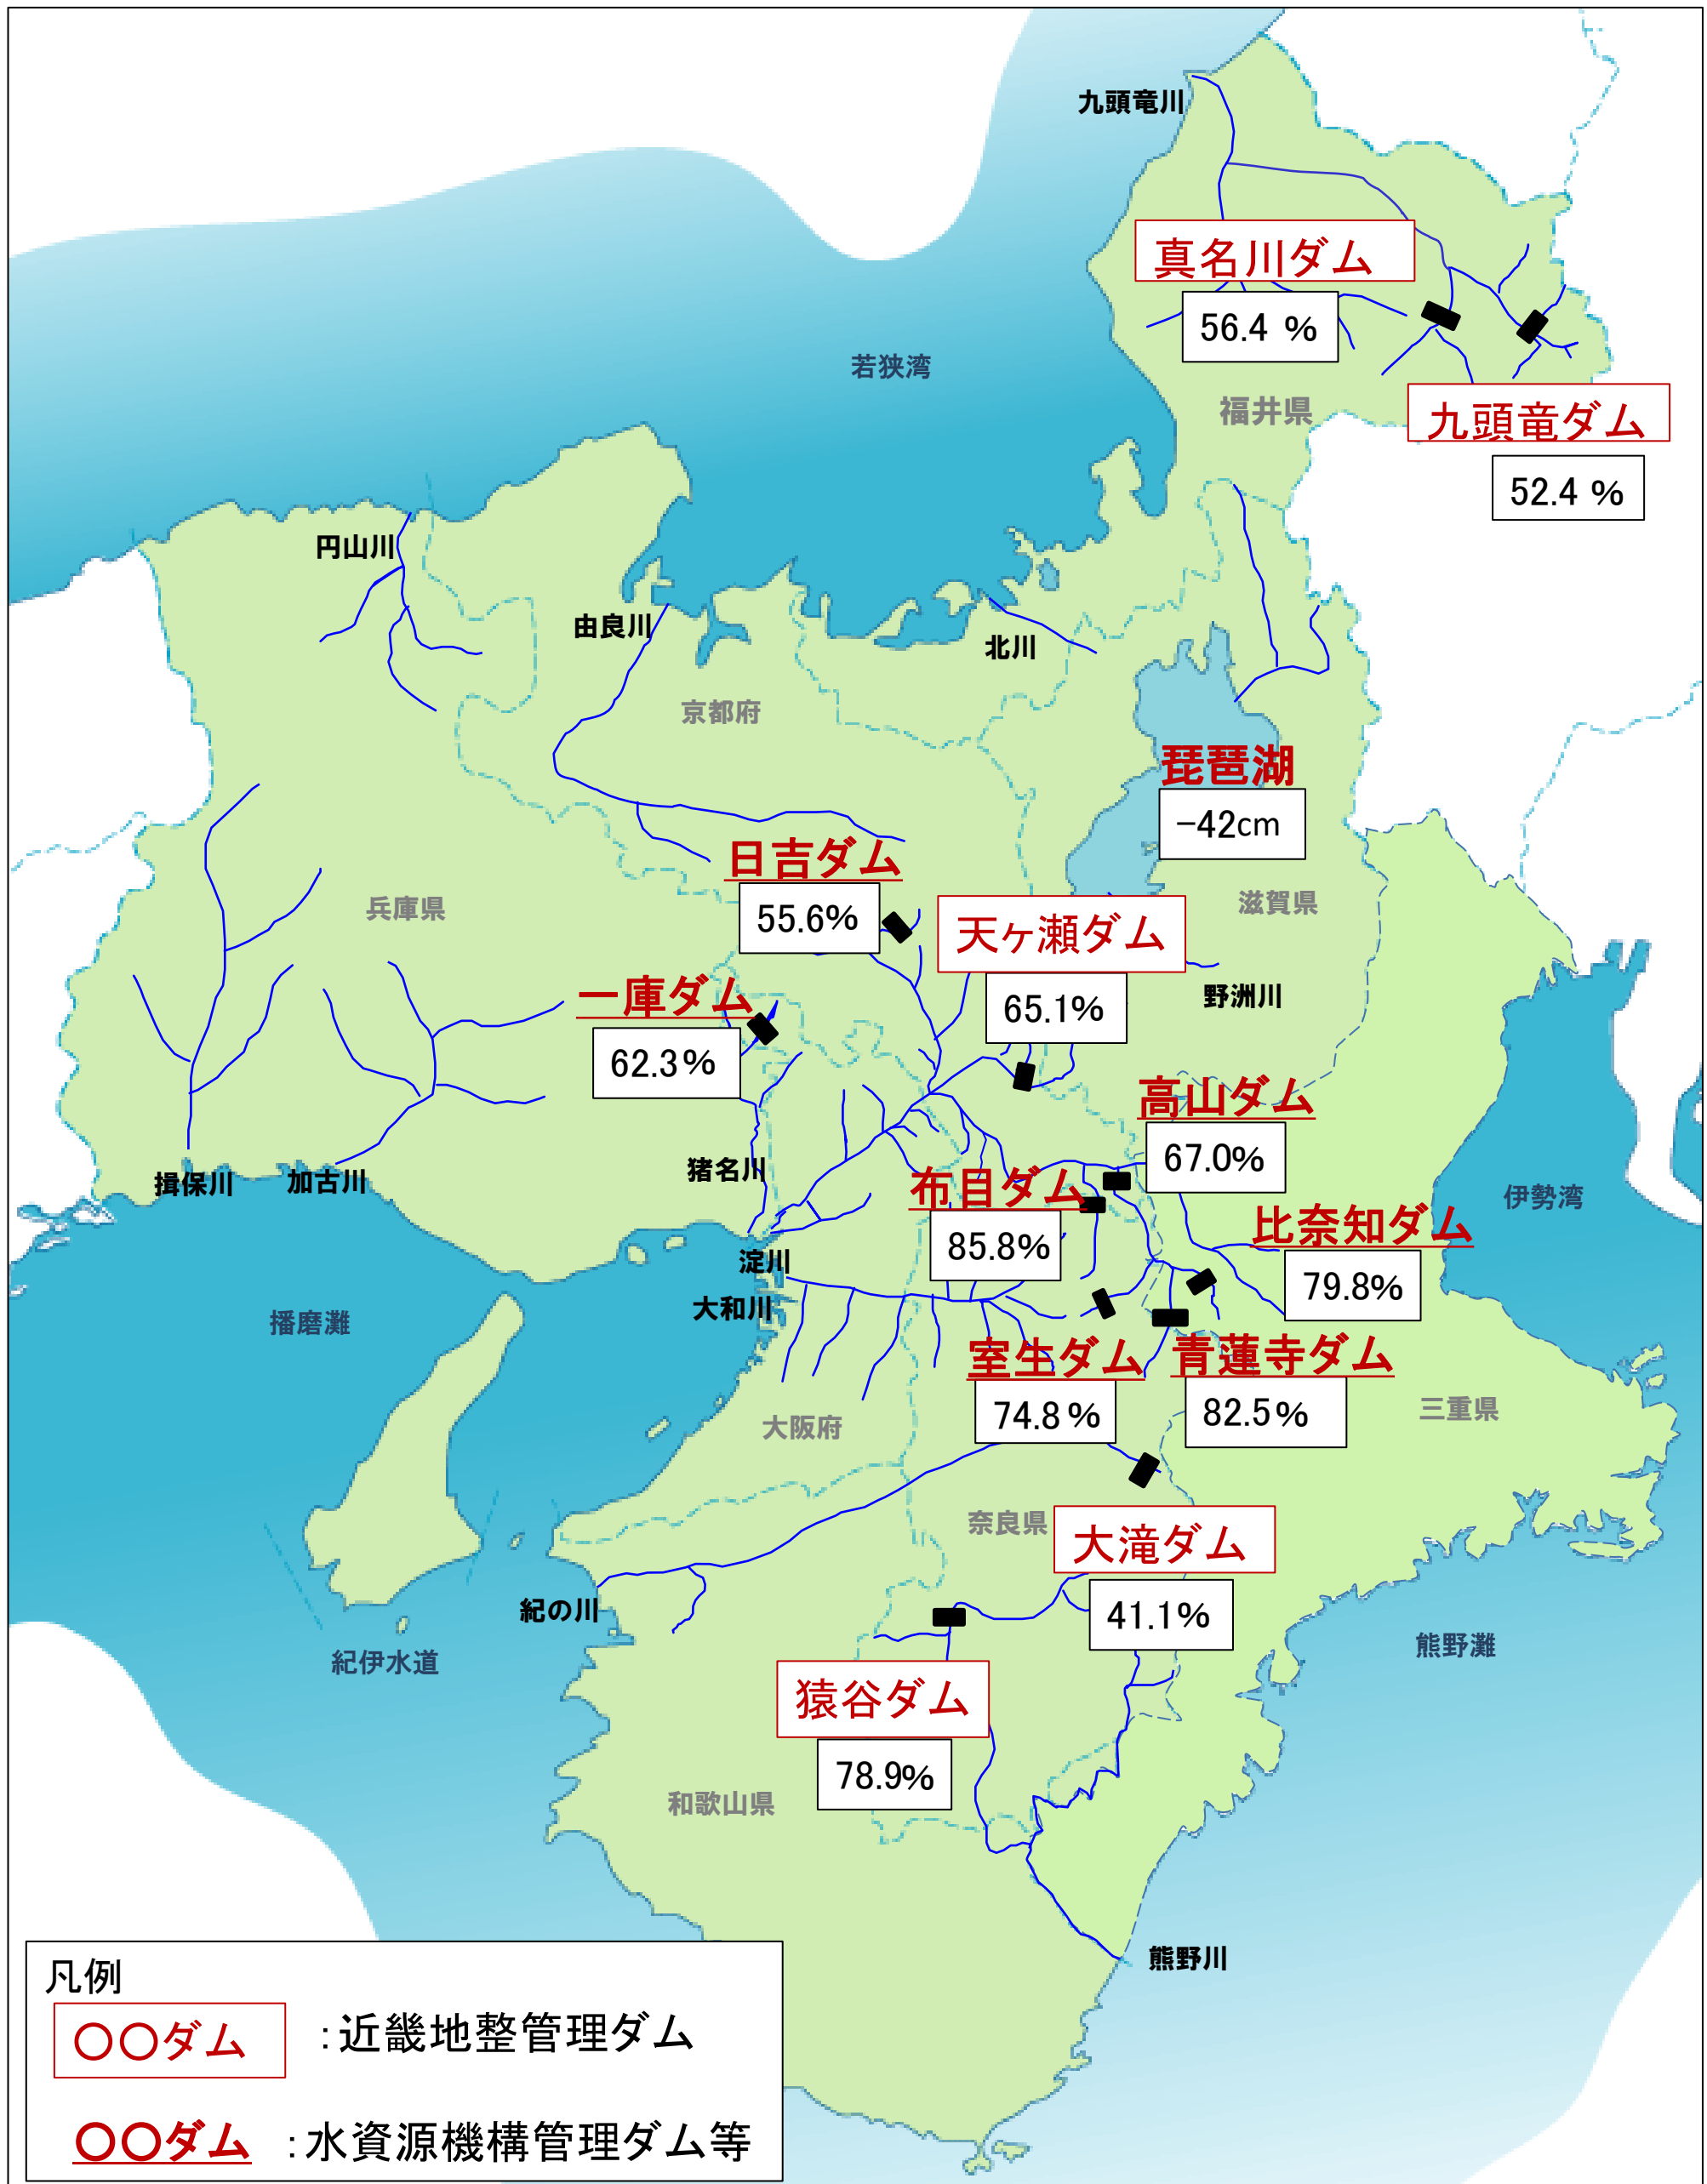 九頭竜川
真名川ダム
56.4 %
若狭湾
福井県
九頭竜ダム
52.4 %
円山川
由良川
北川
京都府
琵琶湖
−42cm
日吉ダム
55.6%
兵庫県
天ヶ瀬ダム
65.1%
滋賀県
一庫ダム
62.3%
野洲川
高山ダム
67.0%
揖保川
加古川
猪名川
布目ダム
85.8%
伊勢湾
比奈知ダム
79.8%
淀川
大和川
播磨灘
室生ダム
74.8%
青蓮寺ダム
82.5%
三重県
大阪府
奈良県
大滝ダム
41.1%
紀の川
紀伊水道
熊野灘
猿谷ダム
78.9%
和歌山県
熊野川
凡例
〇〇ダム :近畿地整管理ダム
〇〇ダム :水資源機構管理ダム等